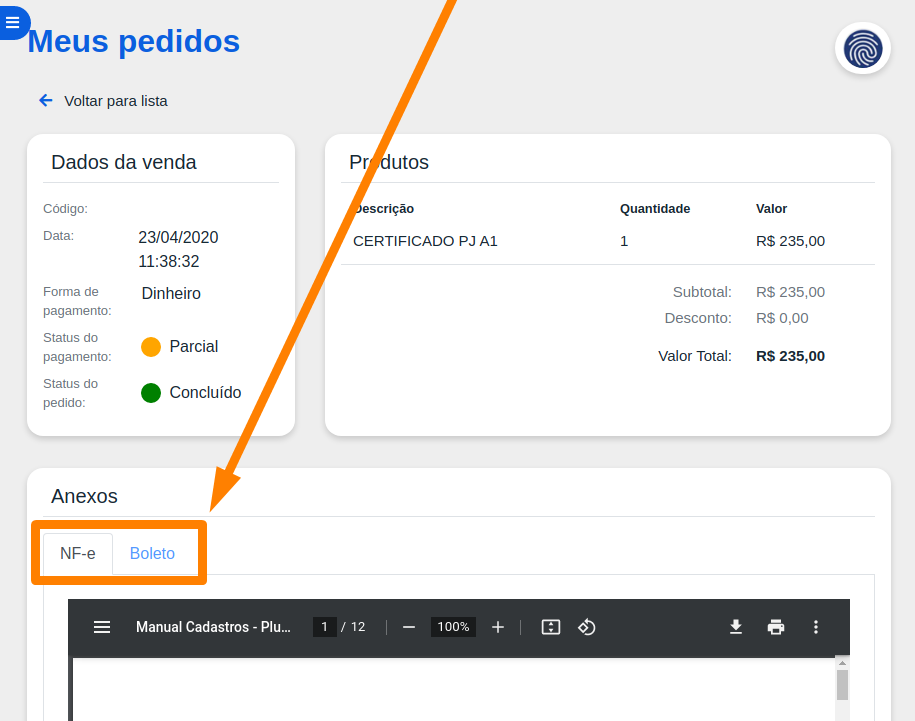 Meus pedidos
Voltar para lista
Dados da venda
Código:
Data: 23/04/2020
11:38:32
Forma de
pagamento: Dinheiro
Status do
pagamento: Parcial
Status do
pedido: Concluído
Produtos
Descrição Quantidade Valor
CERTIFICADO PJ A1 1 R$ 235,00
Subtotal: R$ 235,00
Desconto: R$ 0,00
Valor Total: R$ 235,00
Anexos
NF-e Boleto
Manual Cadastros - Plu... 1 / 12 100%